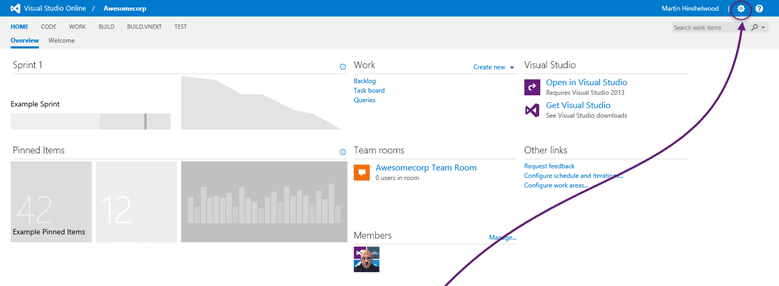 Visual Studio Online / Awesomecorp
Martin Hinshelwood
HOME CODE WORK BUILD BUILD.VNEXT TEST
Search work items
Overview Welcome
Sprint 1
Example Sprint
Pinned Items
42
Example Pinned Items
12
Work
Create new
Backlog
Task board
Queries
Team rooms
Awesomecorp Team Room
0 users in room
Members
Manage...
Visual Studio
Open in Visual Studio
Requires Visual Studio 2013
Get Visual Studio
See Visual Studio downloads
Other links
Request feedback
Configure schedule and iterations...
Configure work areas...